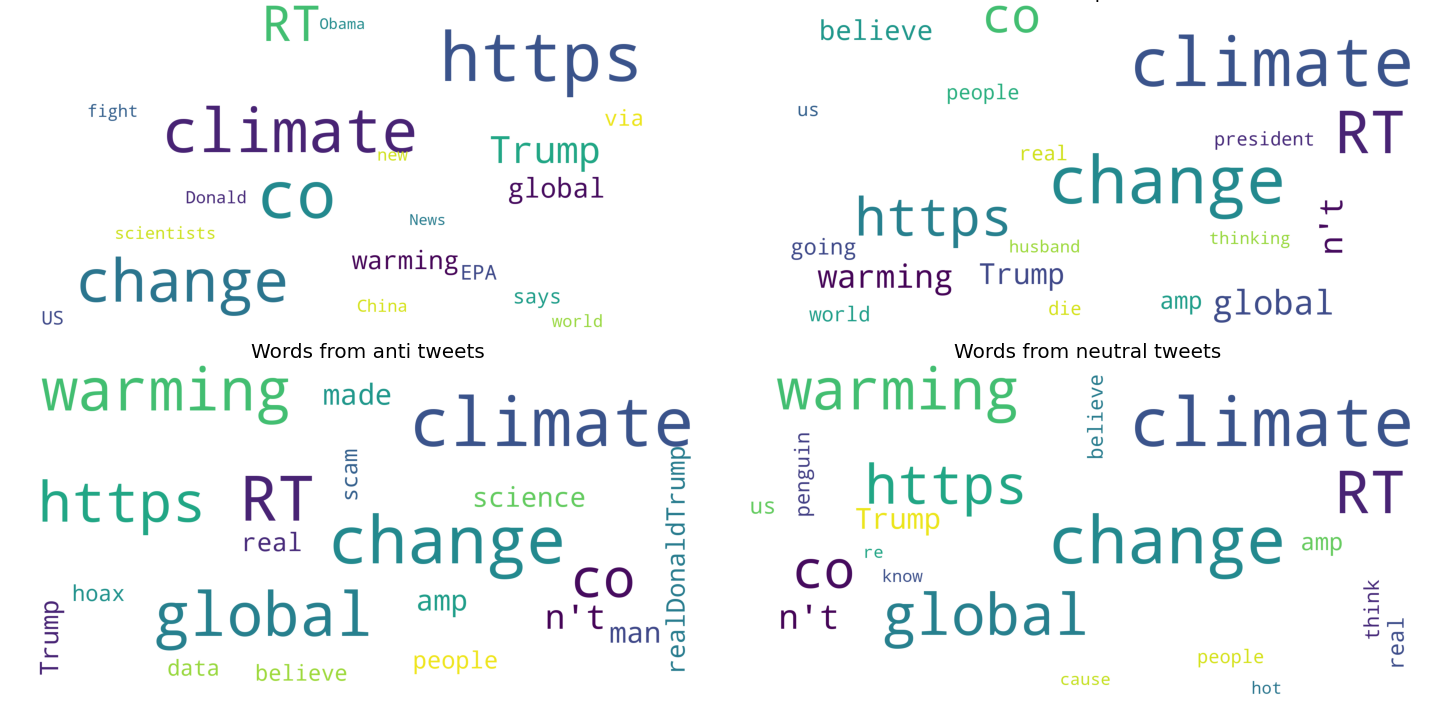 RT
Obama
https
fight
climate
via
new
Trump
global
Donald
co
News
scientists
warming
EPA
change
China
says
US
world
believe
co
climate
people
us
RT
president
real
change
n't
https
going
husband
thinking
warming
Trump
world
die
amp
global
Words from anti tweets
warming
made
climate
scam
https
RT
science
real
change
realDonaldTrump
co
hoax
global
amp
n't
man
Trump
data
believe
people
Words from neutral tweets
warming
believe
climate
penguin
https
RT
us
Trump
change
amp
re
co
know
n't
global
think
real
people
cause
hot